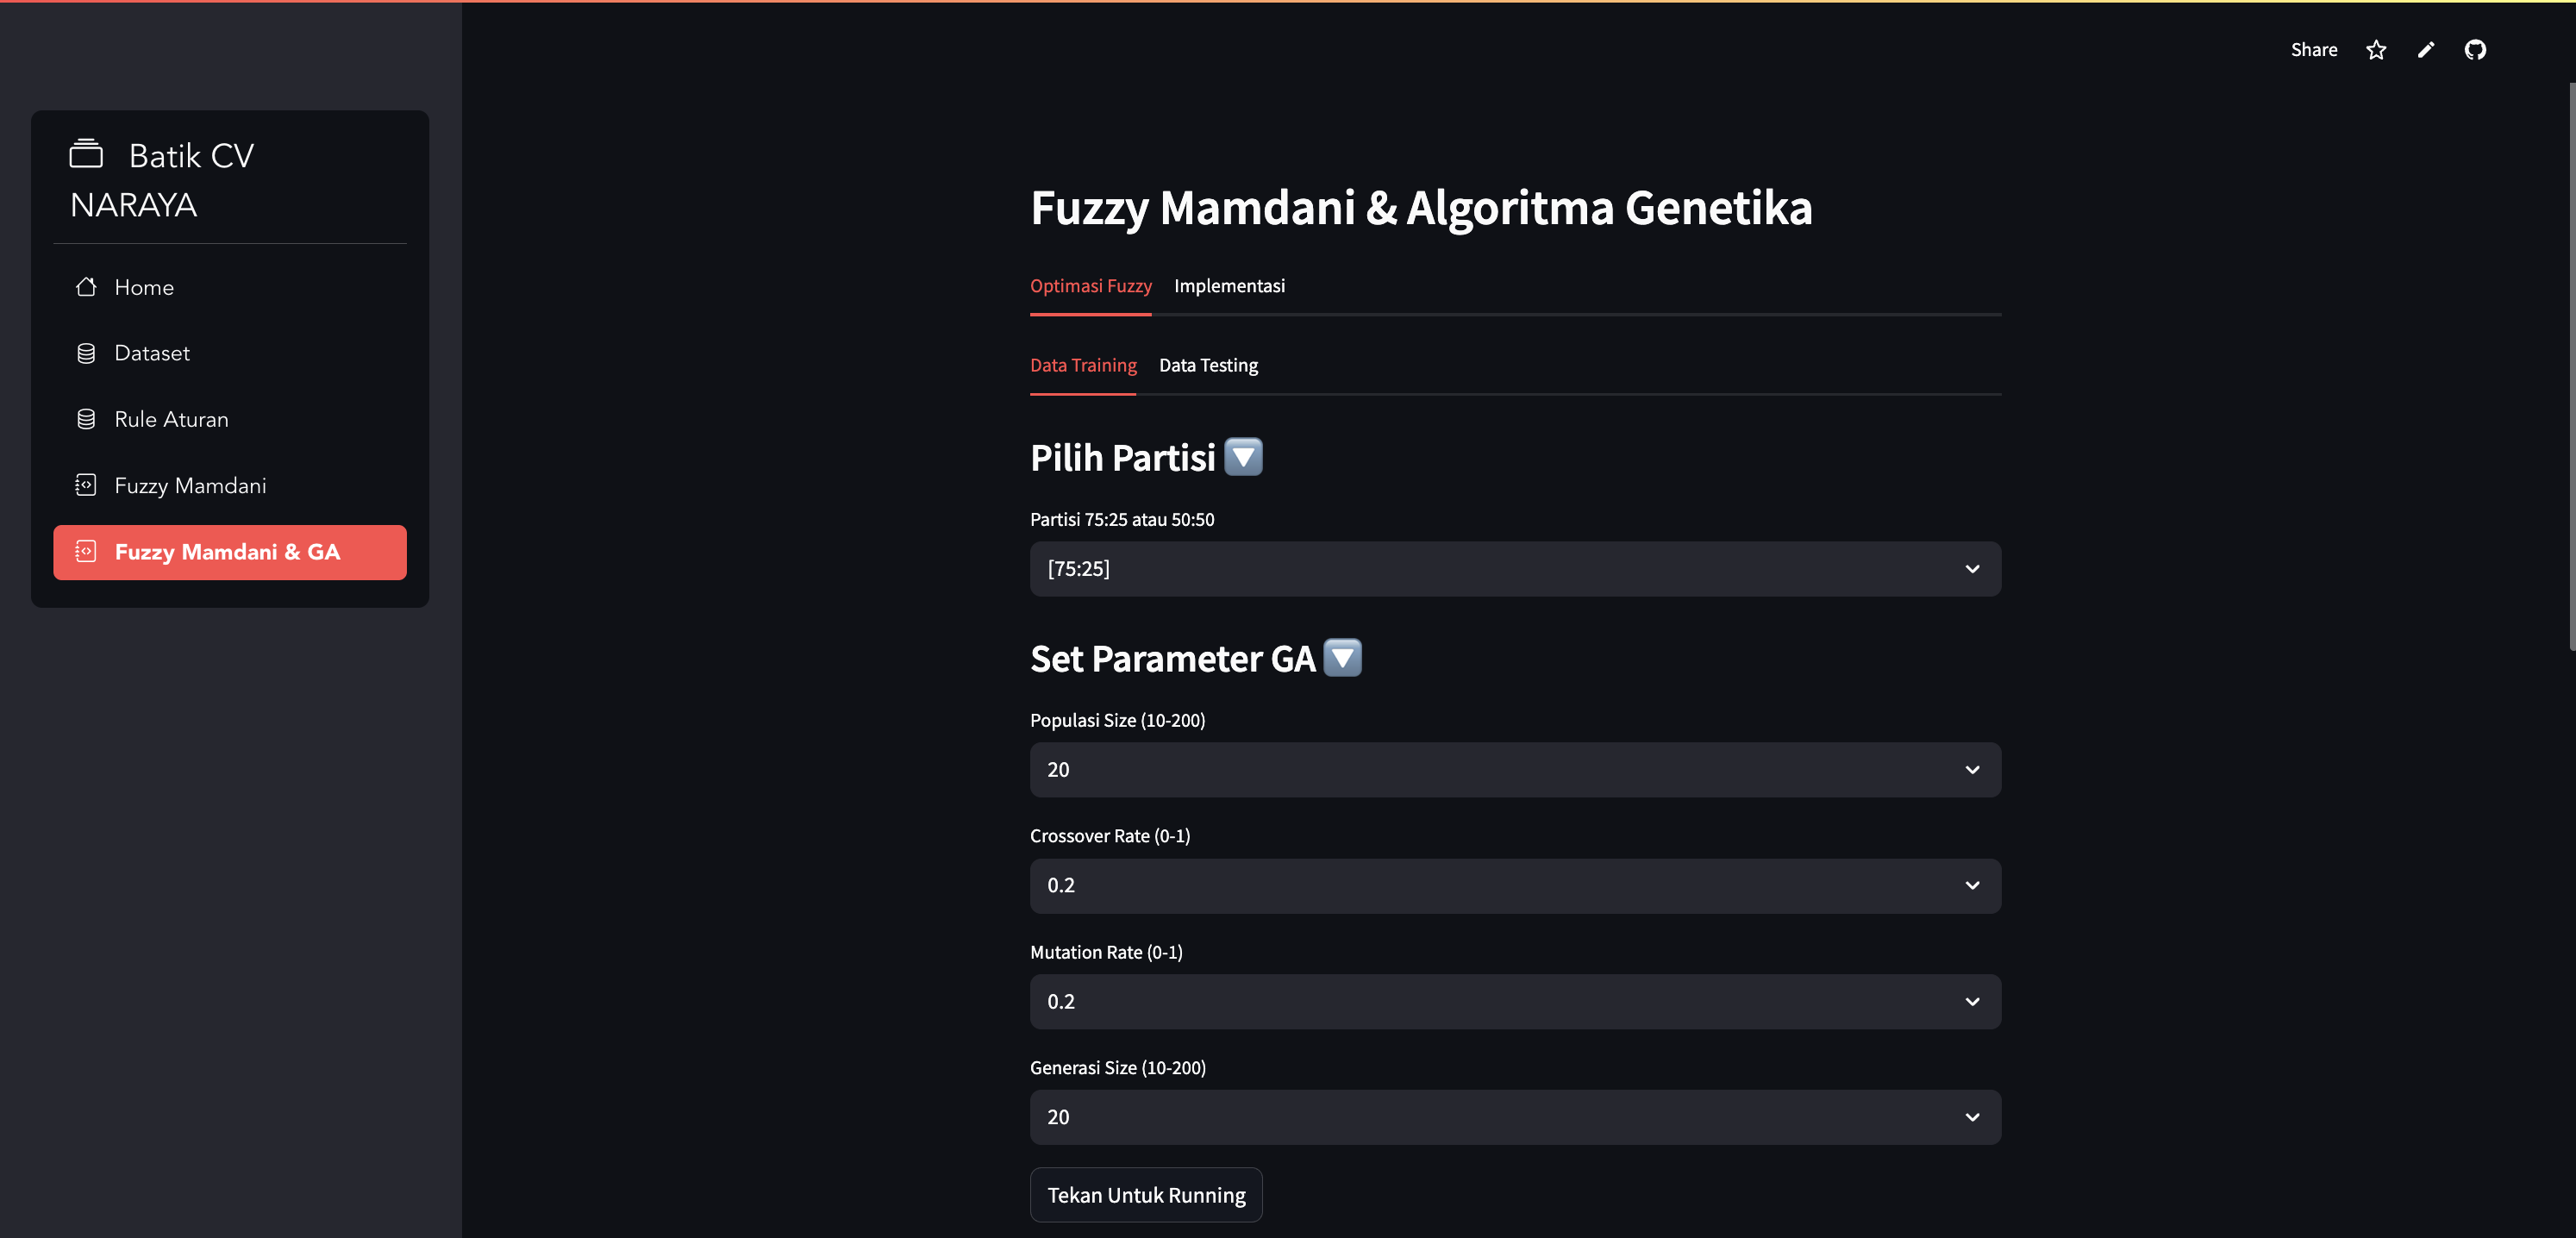 Share
Batik CV
NARAYA
Home
Dataset
Rule Aturan
Fuzzy Mamdani
Fuzzy Mamdani & GA
Fuzzy Mamdani & Algoritma Genetika
Optimasi Fuzzy Implementasi
Data Training Data Testing
Pilih Partisi
Partisi 75:25 atau 50:50
[75:25]
Set Parameter GA
Populasi Size (10-200)
20
Crossover Rate (0-1)
0.2
Mutation Rate (0-1)
0.2
Generasi Size (10-200)
20
Tekan Untuk Running